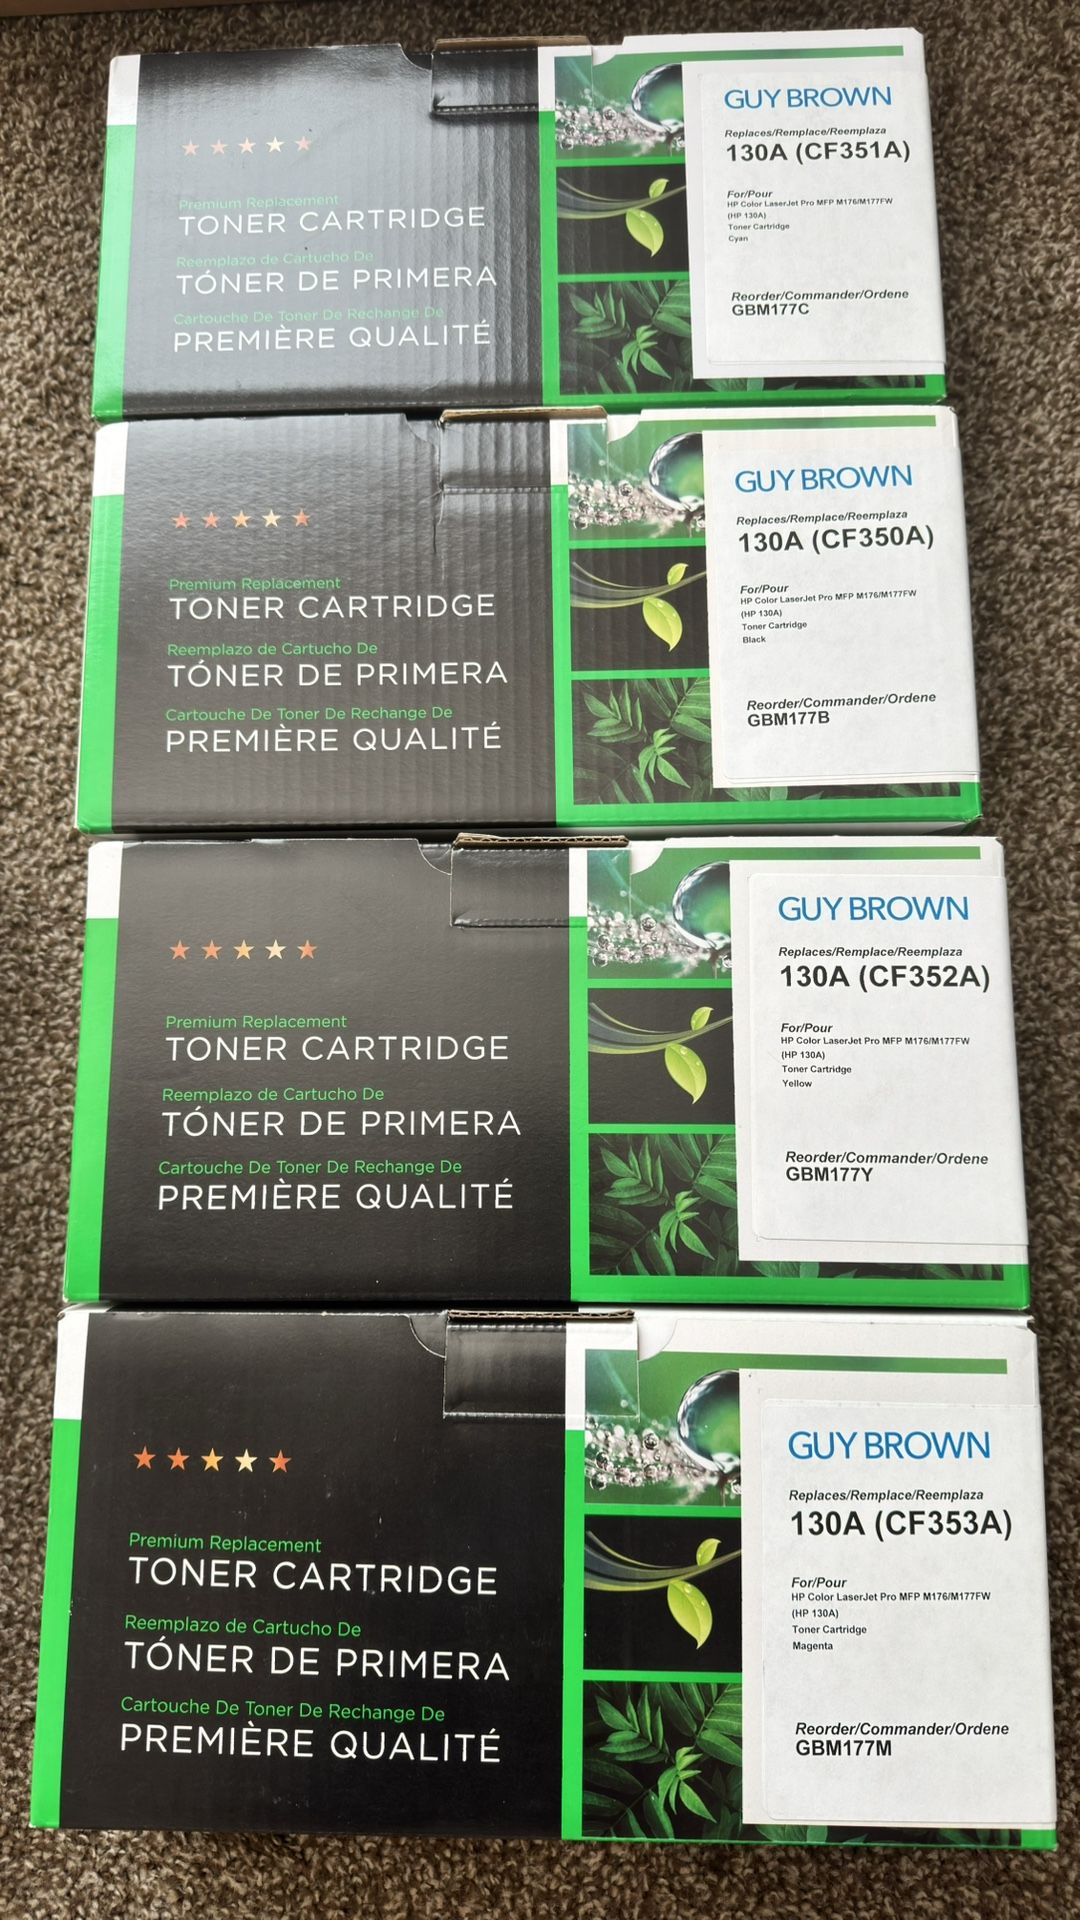 Premium Replacement
TONER CARTRIDGE
Reemplazo de Cartucho De
TÓNER DE PRIMERA
Cartouche De Toner De Rechange De
PREMIÈRE QUALITÉ
GUY BROWN
Replaces/Remplace/Reemplaza
130A (CF351A)
For/Pour
HP Color LaserJet Pro MFP M176/M177FW
(HP 130A)
Toner Cartridge
Cyan
Reorder/Commander/Ordene
GBM177C
Premium Replacement
TONER CARTRIDGE
Reemplazo de Cartucho De
TÓNER DE PRIMERA
Cartouche De Toner De Rechange De
PREMIÈRE QUALITÉ
GUY BROWN
Replaces/Remplace/Reemplaza
130A (CF350A)
For/Pour
HP Color LaserJet Pro MFP M176/M177FW
(HP 130A)
Toner Cartridge
Black
Reorder/Commander/Ordene
GBM177B
Premium Replacement
TONER CARTRIDGE
Reemplazo de Cartucho De
TÓNER DE PRIMERA
Cartouche De Toner De Rechange De
PREMIÈRE QUALITÉ
GUY BROWN
Replaces/Remplace/Reemplaza
130A (CF352A)
For/Pour
HP Color LaserJet Pro MFP M176/M177FW
(HP 130A)
Toner Cartridge
Yellow
Reorder/Commander/Ordene
GBM177Y
Premium Replacement
TONER CARTRIDGE
Reemplazo de Cartucho De
TÓNER DE PRIMERA
Cartouche De Toner De Rechange De
PREMIÈRE QUALITÉ
GUY BROWN
Replaces/Remplace/Reemplaza
130A (CF353A)
For/Pour
HP Color LaserJet Pro MFP M176/M177FW
(HP 130A)
Toner Cartridge
Magenta
Reorder/Commander/Ordene
GBM177M